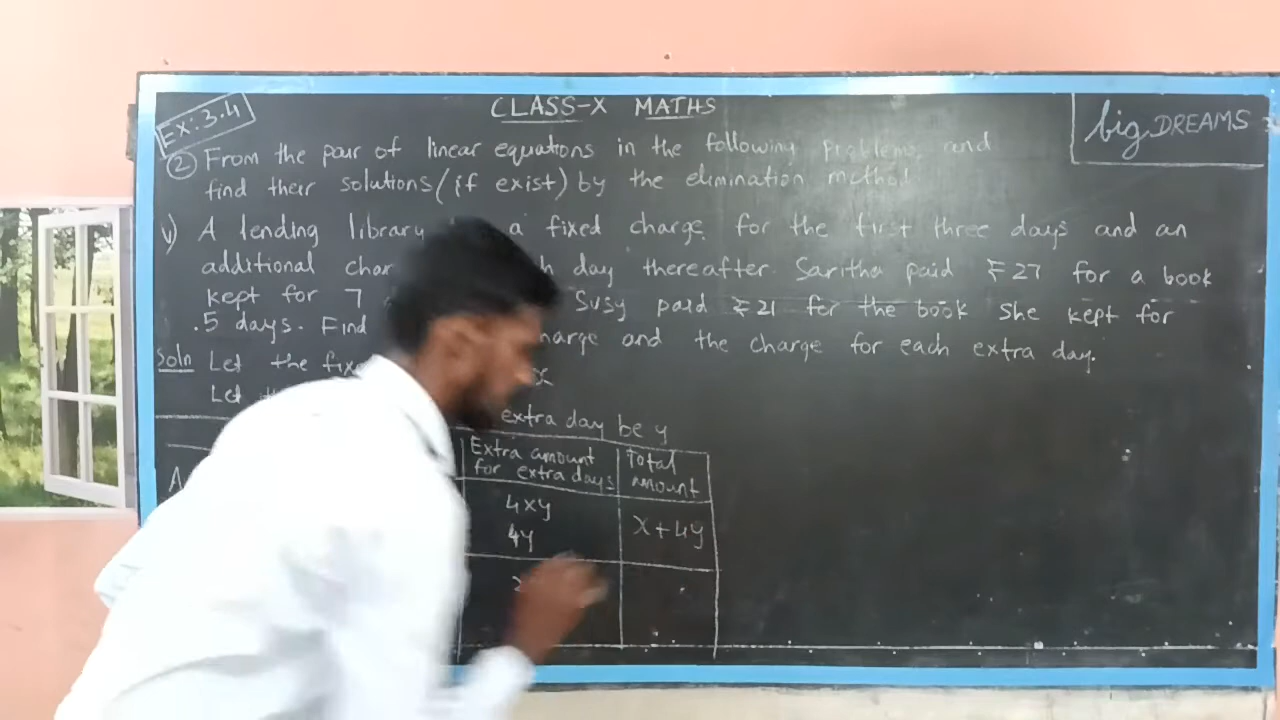 CLASS-X MATHS
Ex: 3.4
big DREAMS
② From the pair of linear equations in the following problems, and
find their solutions (if exist) by the elimination method
v) A lending library a fixed charge for the first three days and an
additional day thereafter. Saritha paid ₹27 for a book
kept for 7 Susy paid ₹21 for the book she kept for
5 days. Find and the charge for each extra day.
Soln Let the x
Let extra day be y
Extra amount for extra days Total amount
4xy
4y x+4y